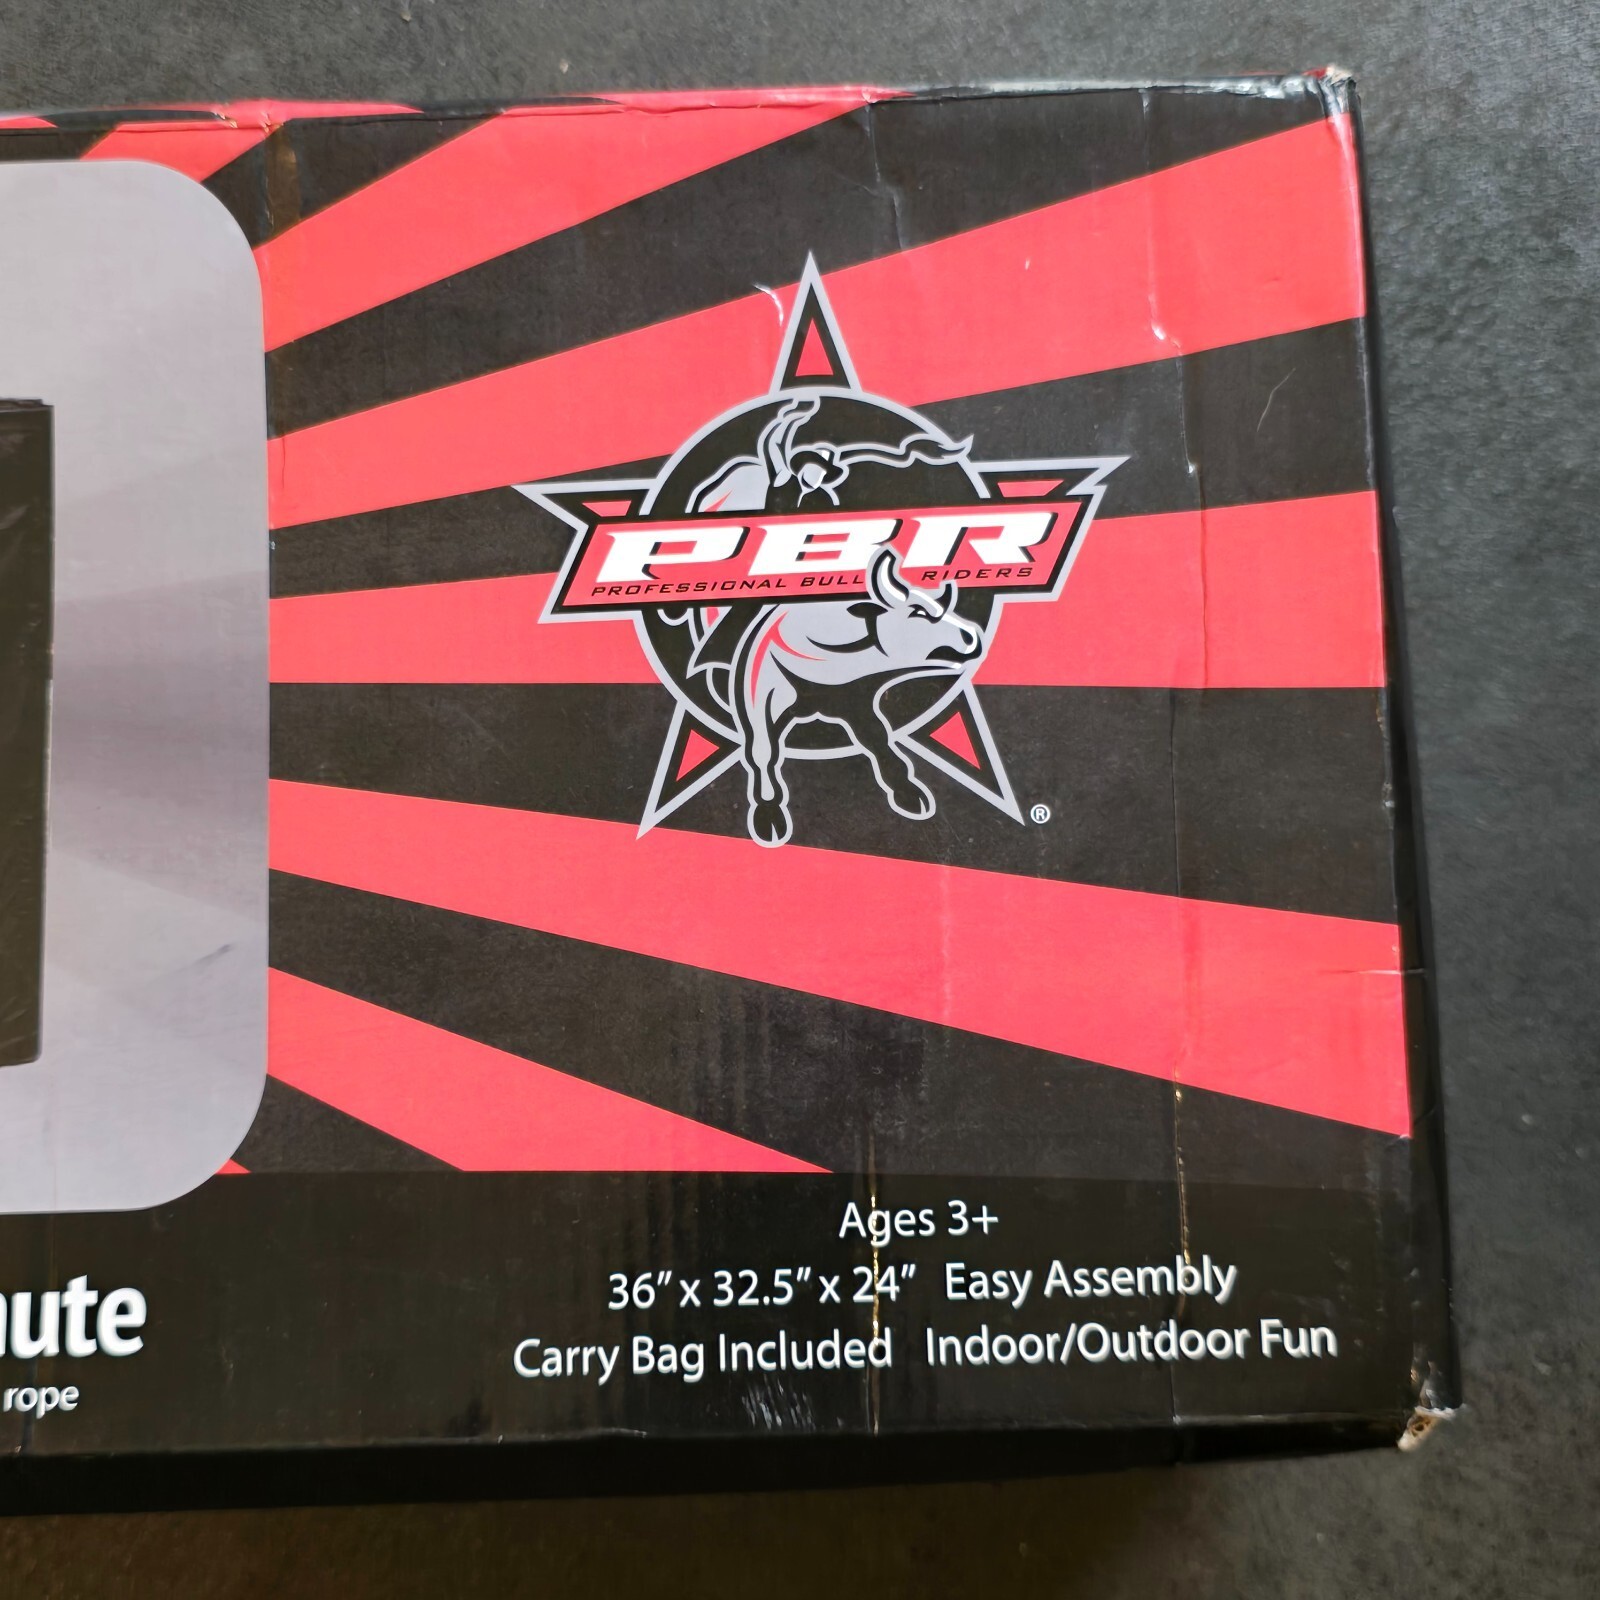 PBR
PROFESSIONAL BULL RIDERS
®
Ages 3+
36" x 32.5" x 24" Easy Assembly
Carry Bag Included Indoor/Outdoor Fun
rope